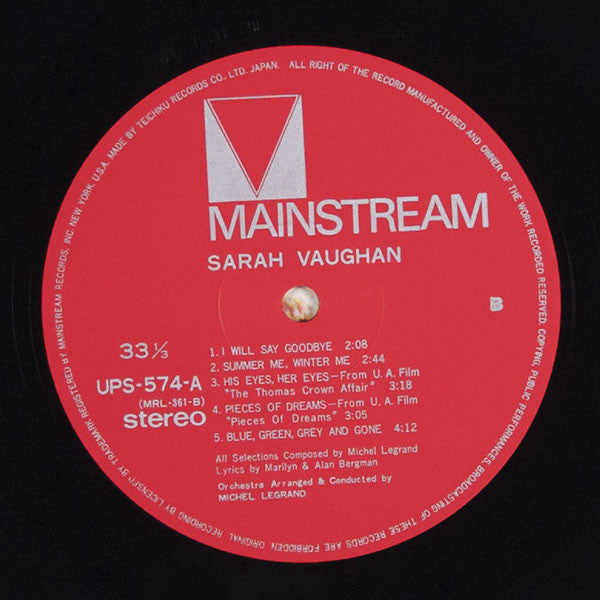 TRADEMARK REGISTERED BY MAINSTREAM RECORDS, INC. NEW YORK, U.S.A. MADE BY TEICHIKU RECORDS CO., LTD. JAPAN. ALL RIGHT OF THE RECORD MANUFACTURED AND OWNER OF THE WORK RECORDED RESERVED. COPYING, PUBLIC PERFORMANCES, BROADCASTING OF THESE RECORDS ARE FORBIDDEN. ORIGINAL RECORDING BY LICENSEY BY
MAINSTREAM
SARAH VAUGHAN
B
33 1/3
UPS-574-A
(MRL-361-B)
stereo
1. I WILL SAY GOODBYE 2:08
2. SUMMER ME, WINTER ME 2:44
3. HIS EYES, HER EYES—From U. A. Film
"The Thomas Crown Affair" 3:18
4. PIECES OF DREAMS—From U. A. Film
"Pieces Of Dreams" 3:05
5. BLUE, GREEN, GREY AND GONE 4:12
All Selections Composed by Michel Legrand
Lyrics by Marilyn & Alan Bergman
Orchestra Arranged & Conducted by
MICHEL LEGRAND